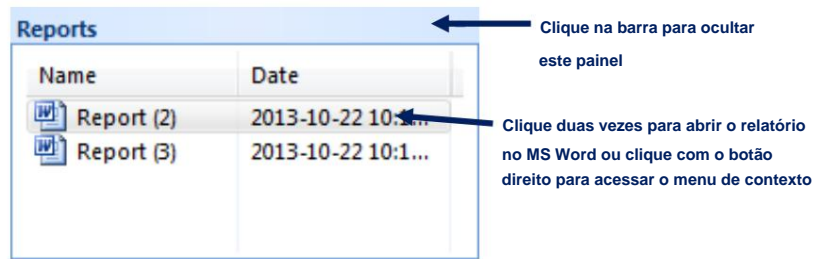 Reports
Clique na barra para ocultar
este painel
Name Date
Report (2) 2013-10-22 10:1...
Report (3) 2013-10-22 10:1...
Clique duas vezes para abrir o relatório
no MS Word ou clique com o botão
direito para acessar o menu de contexto